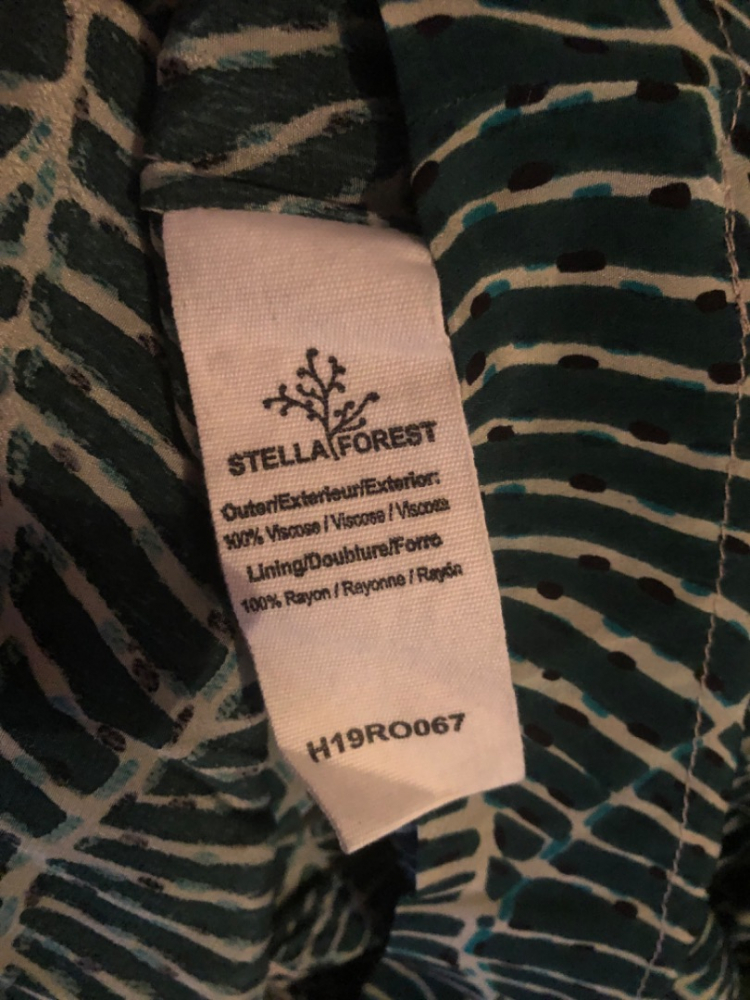 STELLA FOREST
Outer/Exterieur/Exterior:
100% Viscose / Viscose / Viscosa
Lining/Doublure/Forro
100% Rayon / Rayonne / Rayón
H19RO067